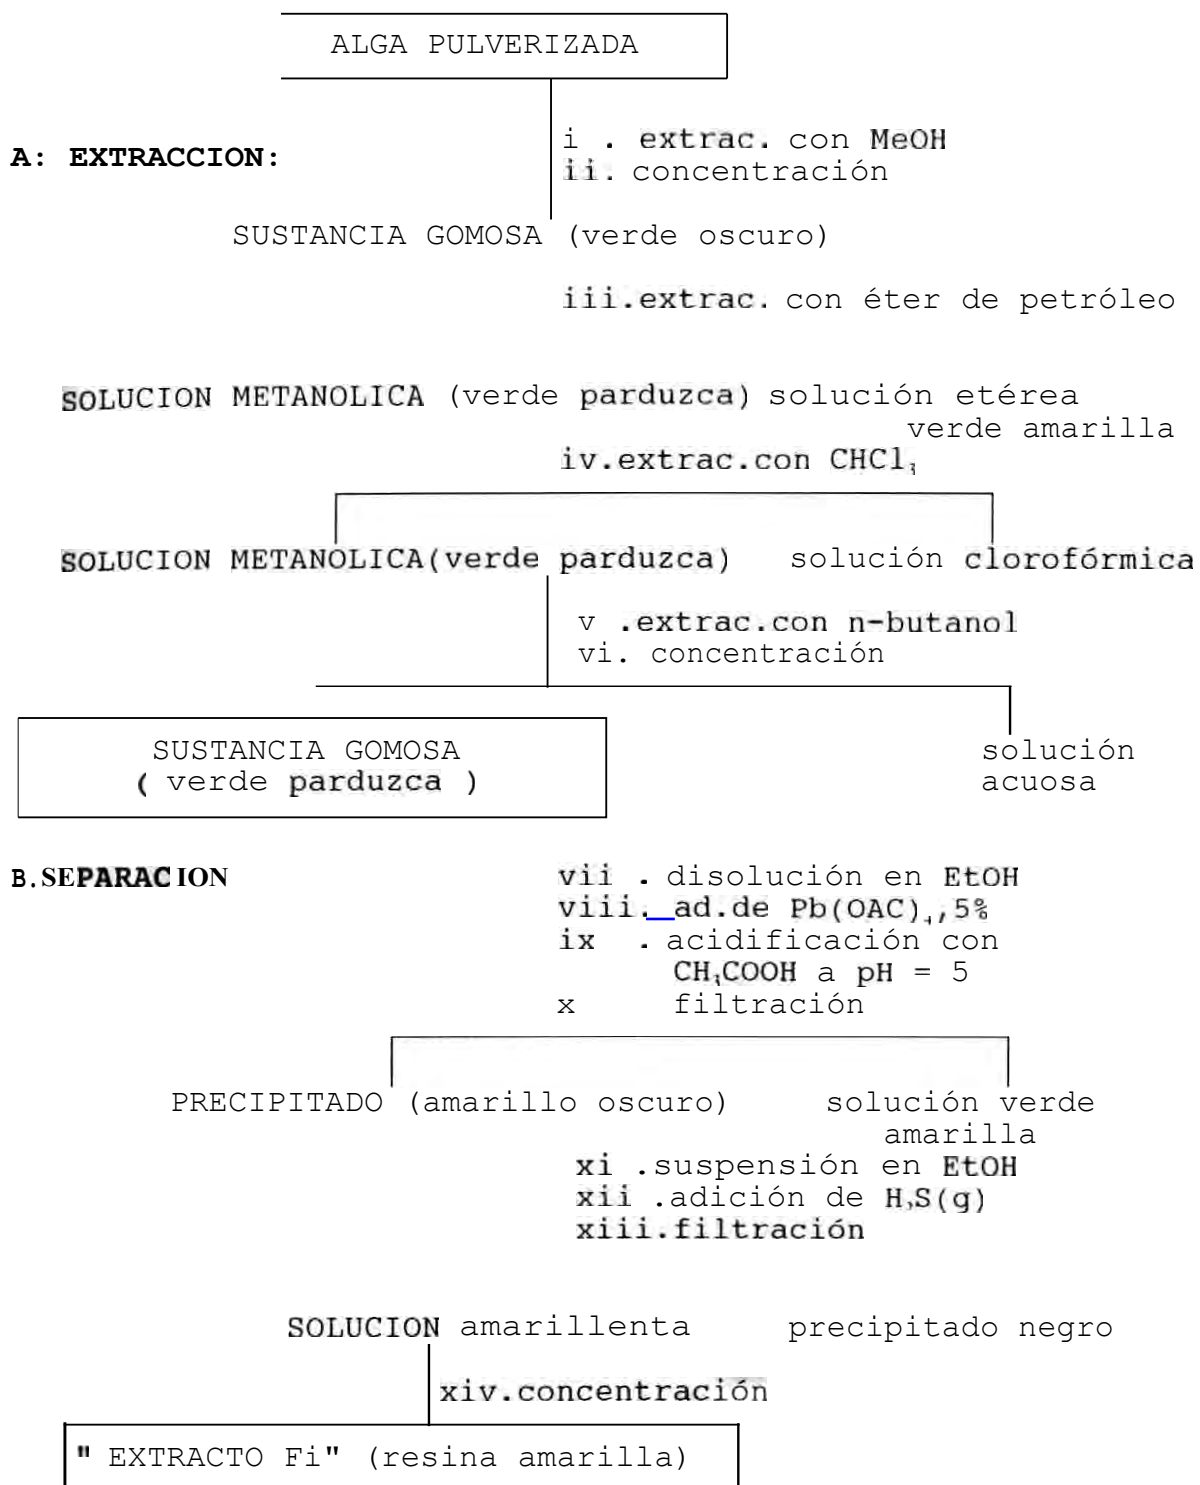 ALGA PULVERIZADA
A: EXTRACCION:
i . extrac. con MeOH
ii. concentración
SUSTANCIA GOMOSA (verde oscuro)
iii.extrac. con éter de petróleo
SOLUCION METANOLICA (verde parduzca) solución etérea
verde amarilla
iv.extrac.con CHCl₃
SOLUCION METANOLICA(verde parduzca) solución clorofórmica
v .extrac.con n-butanol
vi. concentración
SUSTANCIA GOMOSA
( verde parduzca )
solución
acuosa
B.SEPARACION
vii . disolución en EtOH
viii. ad.de Pb(OAC)₄,5%
ix . acidificación con
CH₃COOH a pH = 5
x filtración
PRECIPITADO (amarillo oscuro) solución verde
amarilla
xi .suspensión en EtOH
xii .adición de H₂S(g)
xiii.filtración
SOLUCION amarillenta precipitado negro
xiv.concentración
" EXTRACTO Fi" (resina amarilla)